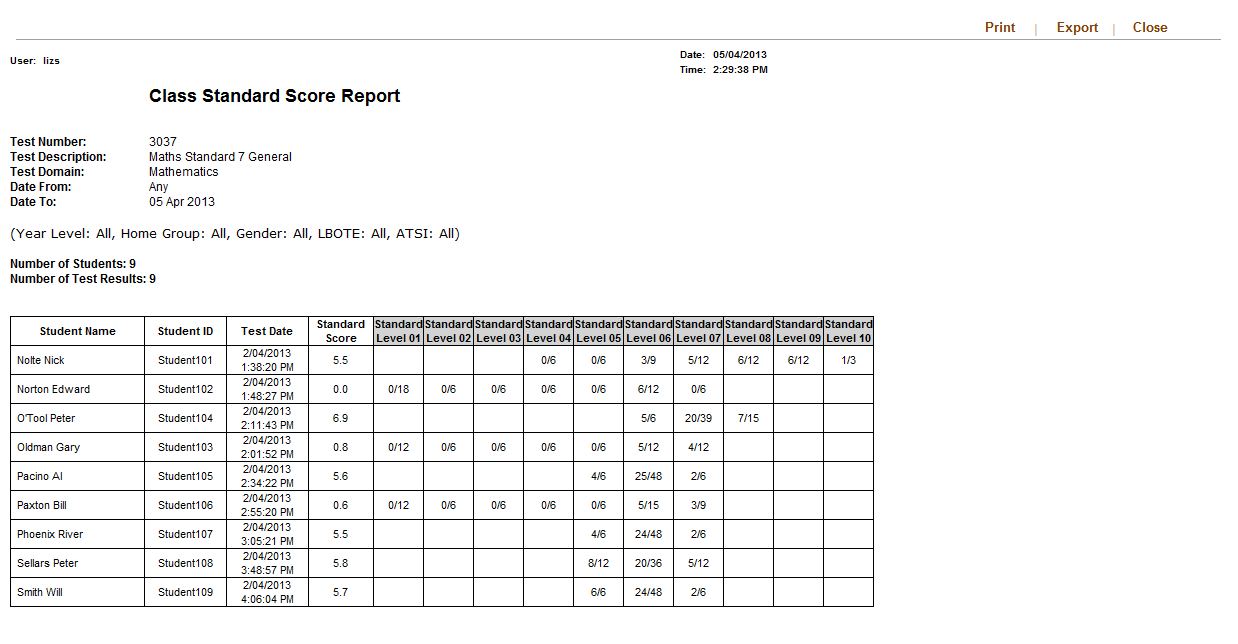 Print | Export | Close
User: lizs
Date: 05/04/2013
Time: 2:29:38 PM
Class Standard Score Report
Test Number: 3037
Test Description: Maths Standard 7 General
Test Domain: Mathematics
Date From: Any
Date To: 05 Apr 2013
(Year Level: All, Home Group: All, Gender: All, LBOTE: All, ATSI: All)
Number of Students: 9
Number of Test Results: 9
Student Name Student ID Test Date Standard Score Standard Level 01 Standard Level 02 Standard Level 03 Standard Level 04 Standard Level 05 Standard Level 06 Standard Level 07 Standard Level 08 Standard Level 09 Standard Level 10
Nolte Nick Student101 2/04/2013 1:38:20 PM 5.5 0/6 0/6 3/9 5/12 6/12 6/12 1/3
Norton Edward Student102 2/04/2013 1:48:27 PM 0.0 0/18 0/6 0/6 0/6 0/6 6/12 0/6
O'Tool Peter Student104 2/04/2013 2:11:43 PM 6.9 5/6 20/39 7/15
Oldman Gary Student103 2/04/2013 2:01:52 PM 0.8 0/12 0/6 0/6 0/6 0/6 5/12 4/12
Pacino Al Student105 2/04/2013 2:34:22 PM 5.6 4/6 25/48 2/6
Paxton Bill Student106 2/04/2013 2:55:20 PM 0.6 0/12 0/6 0/6 0/6 0/6 5/15 3/9
Phoenix River Student107 2/04/2013 3:05:21 PM 5.5 4/6 24/48 2/6
Sellars Peter Student108 2/04/2013 3:48:57 PM 5.8 8/12 20/36 5/12
Smith Will Student109 2/04/2013 4:06:04 PM 5.7 6/6 24/48 2/6